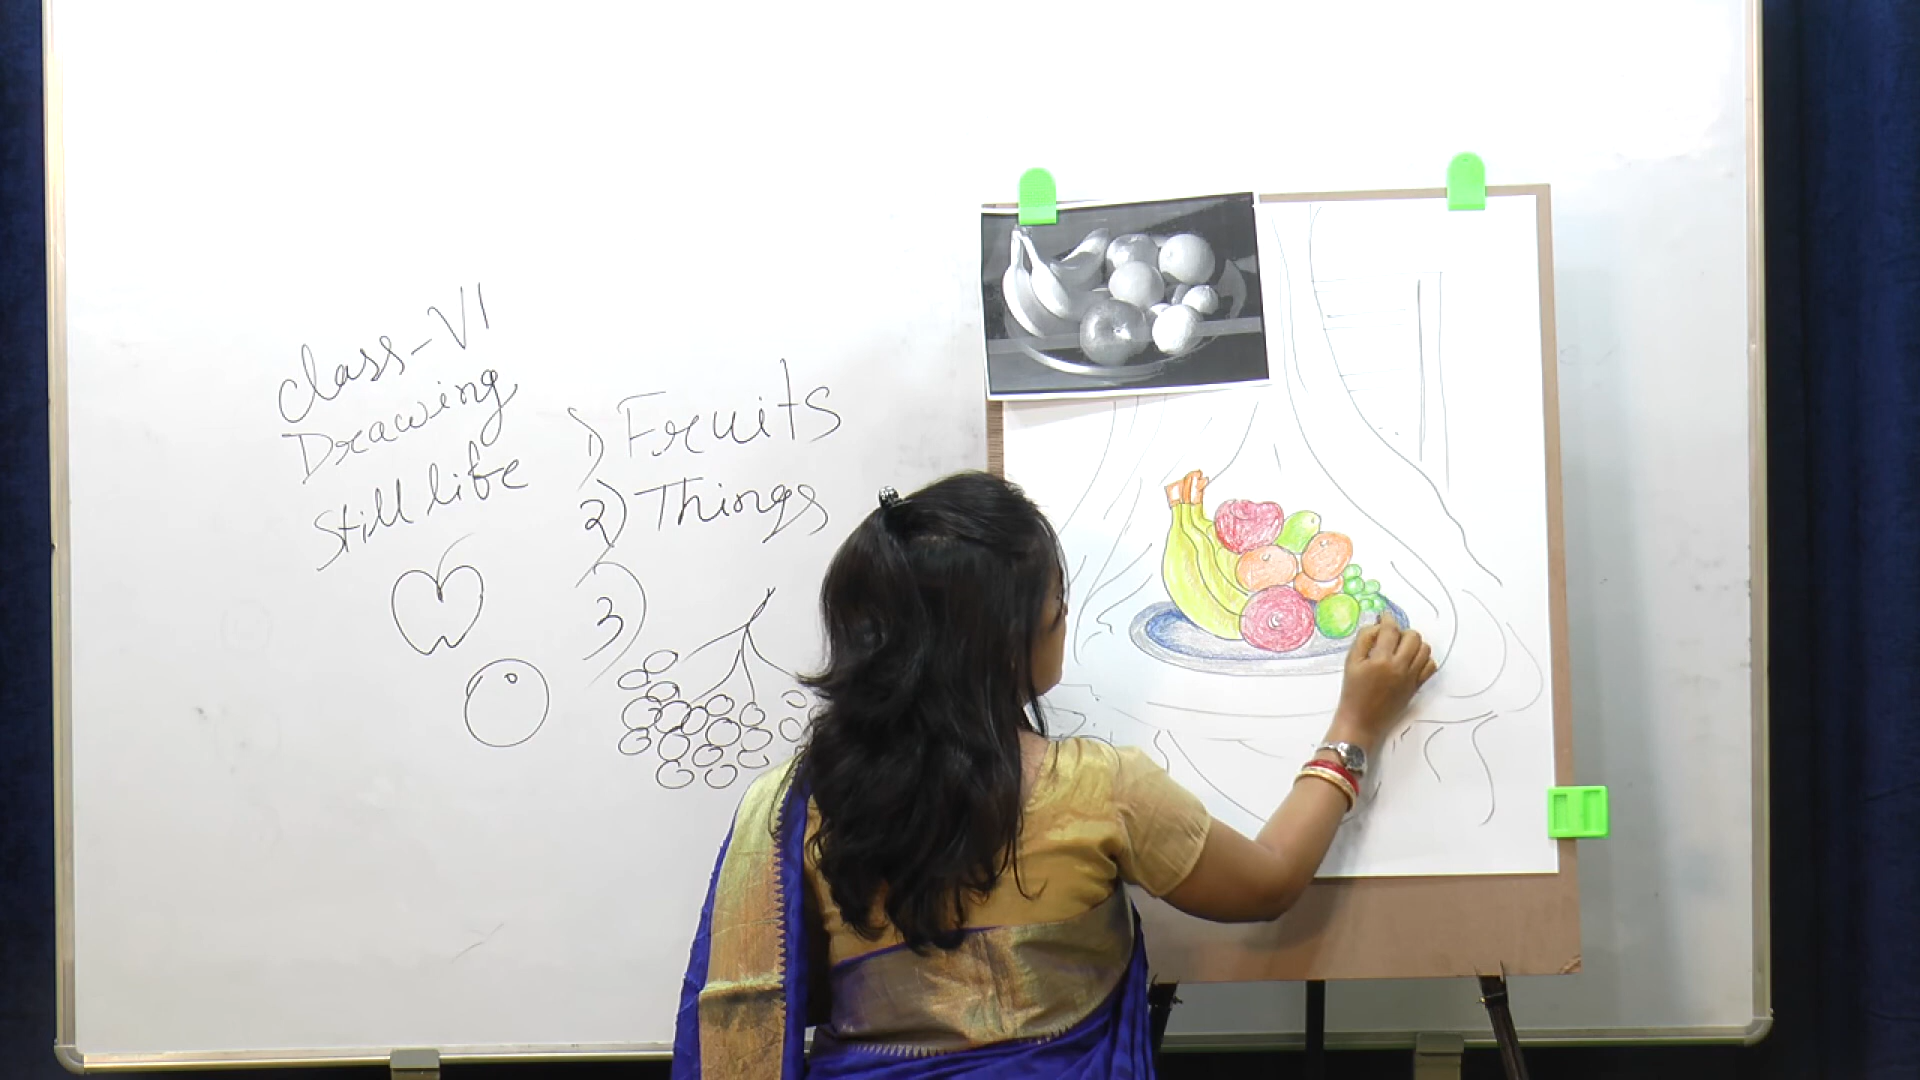 class-VI
Drawing
Still life
1) Fruits
2) Things
3)